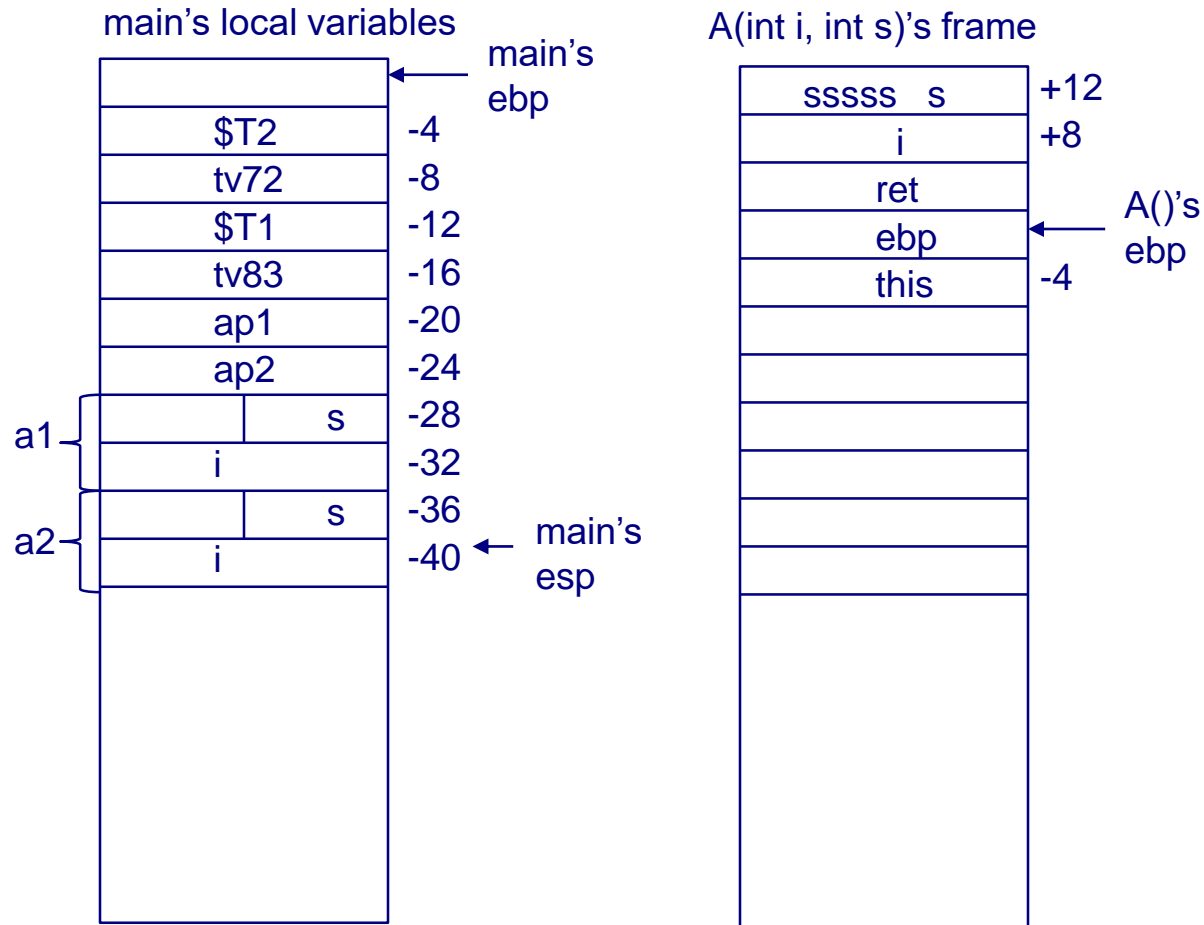 main's local variables
main's
ebp
$T2 -4
tv72 -8
$T1 -12
tv83 -16
ap1 -20
ap2 -24
a1
s -28
i -32
a2
s -36
i -40
main's
esp
A(int i, int s)'s frame
sssss s +12
i +8
ret
ebp
A()'s
ebp
this -4